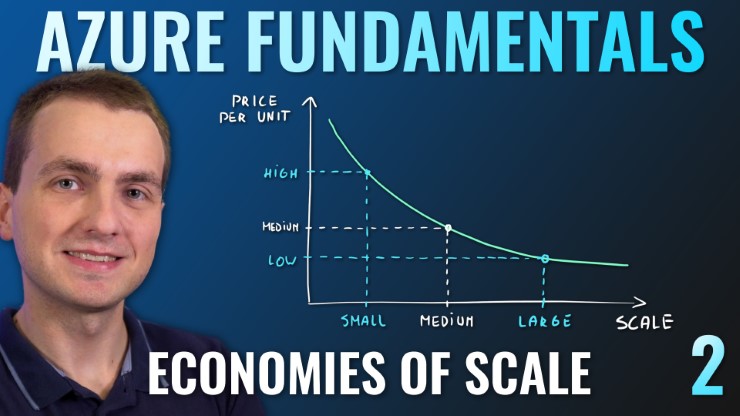 AZURE FUNDAMENTALS
PRICE
PER UNIT
HIGH
MEDIUM
LOW
SMALL MEDIUM LARGE SCALE
ECONOMIES OF SCALE 2